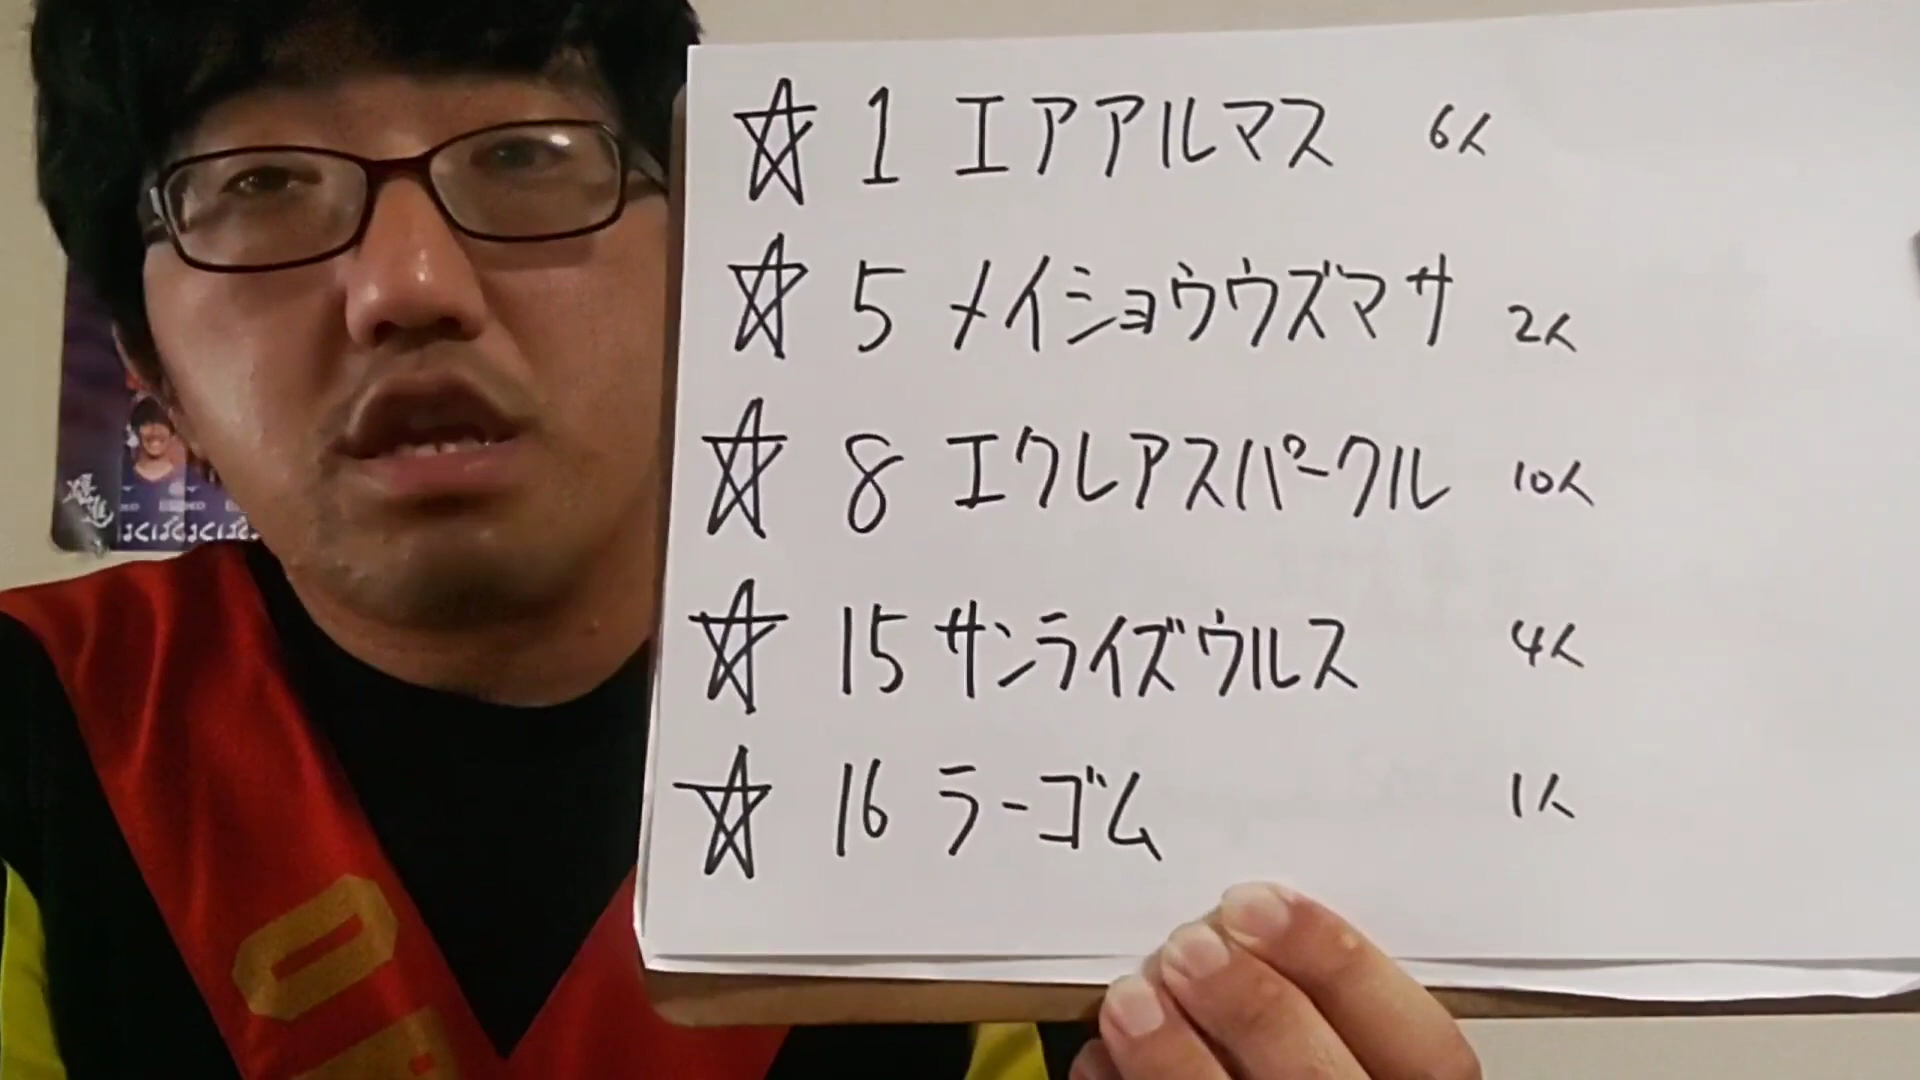 ☆ 1 エアアルマス 6人
☆ 5 メイショウウズマサ 2人
☆ 8 エクレアスパークル 10人
☆ 15 サンライズウルス 4人
☆ 16 ラーゴム 1人